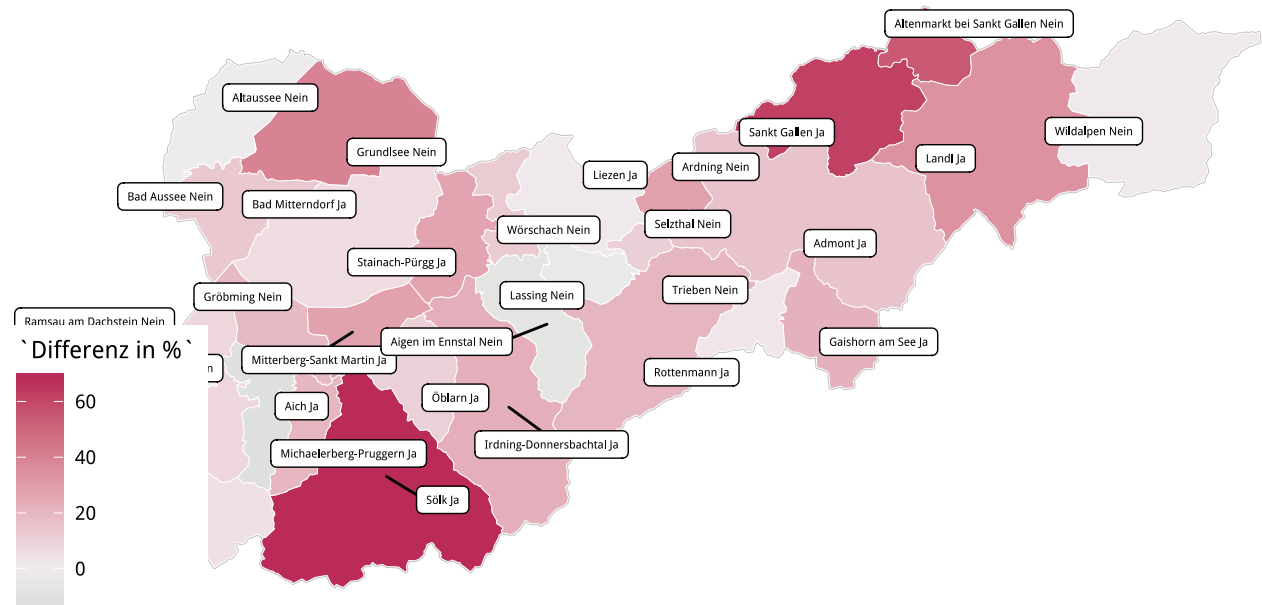 Altenmarkt bei Sankt Gallen Nein
Altaussee Nein
Sankt Gallen Ja
Wildalpen Nein
Grundlsee Nein
Landl Ja
Ardning Nein
Liezen Ja
Bad Aussee Nein
Bad Mitterndorf Ja
Selzthal Nein
Wörschach Nein
Admont Ja
Stainach-Pürgg Ja
Trieben Nein
Gröbming Nein
Lassing Nein
Ramsau am Dachstein Nein
Aigen im Ennstal Nein
Gaishorn am See Ja
`Differenz in %`
Mitterberg-Sankt Martin Ja
Rottenmann Ja
60
Öblarn Ja
Aich Ja
Irdning-Donnersbachtal Ja
40
Michaelerberg-Pruggern Ja
Sölk Ja
20
0